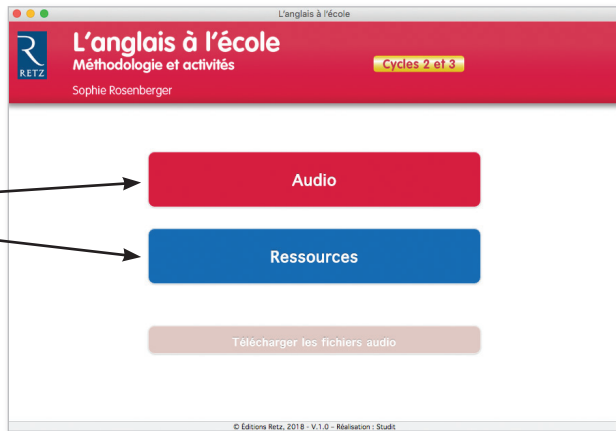 L'anglais à l'école
RETZ
L'anglais à l'école
Méthodologie et activités
Cycles 2 et 3
Sophie Rosenberger
Audio
Ressources
Télécharger les fichiers audio
© Éditions Retz, 2018 - V.1.0 - Réalisation : Studit